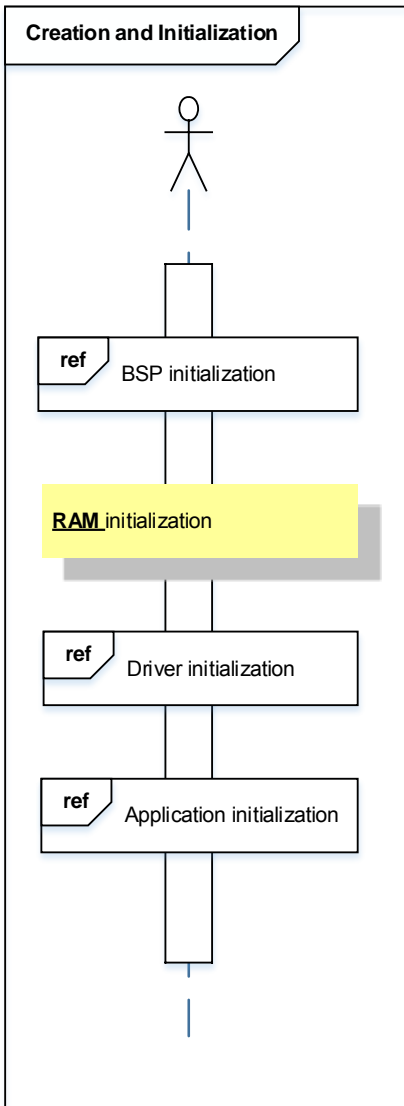 Creation and Initialization
ref
BSP initialization
RAM initialization
ref
Driver initialization
ref
Application initialization